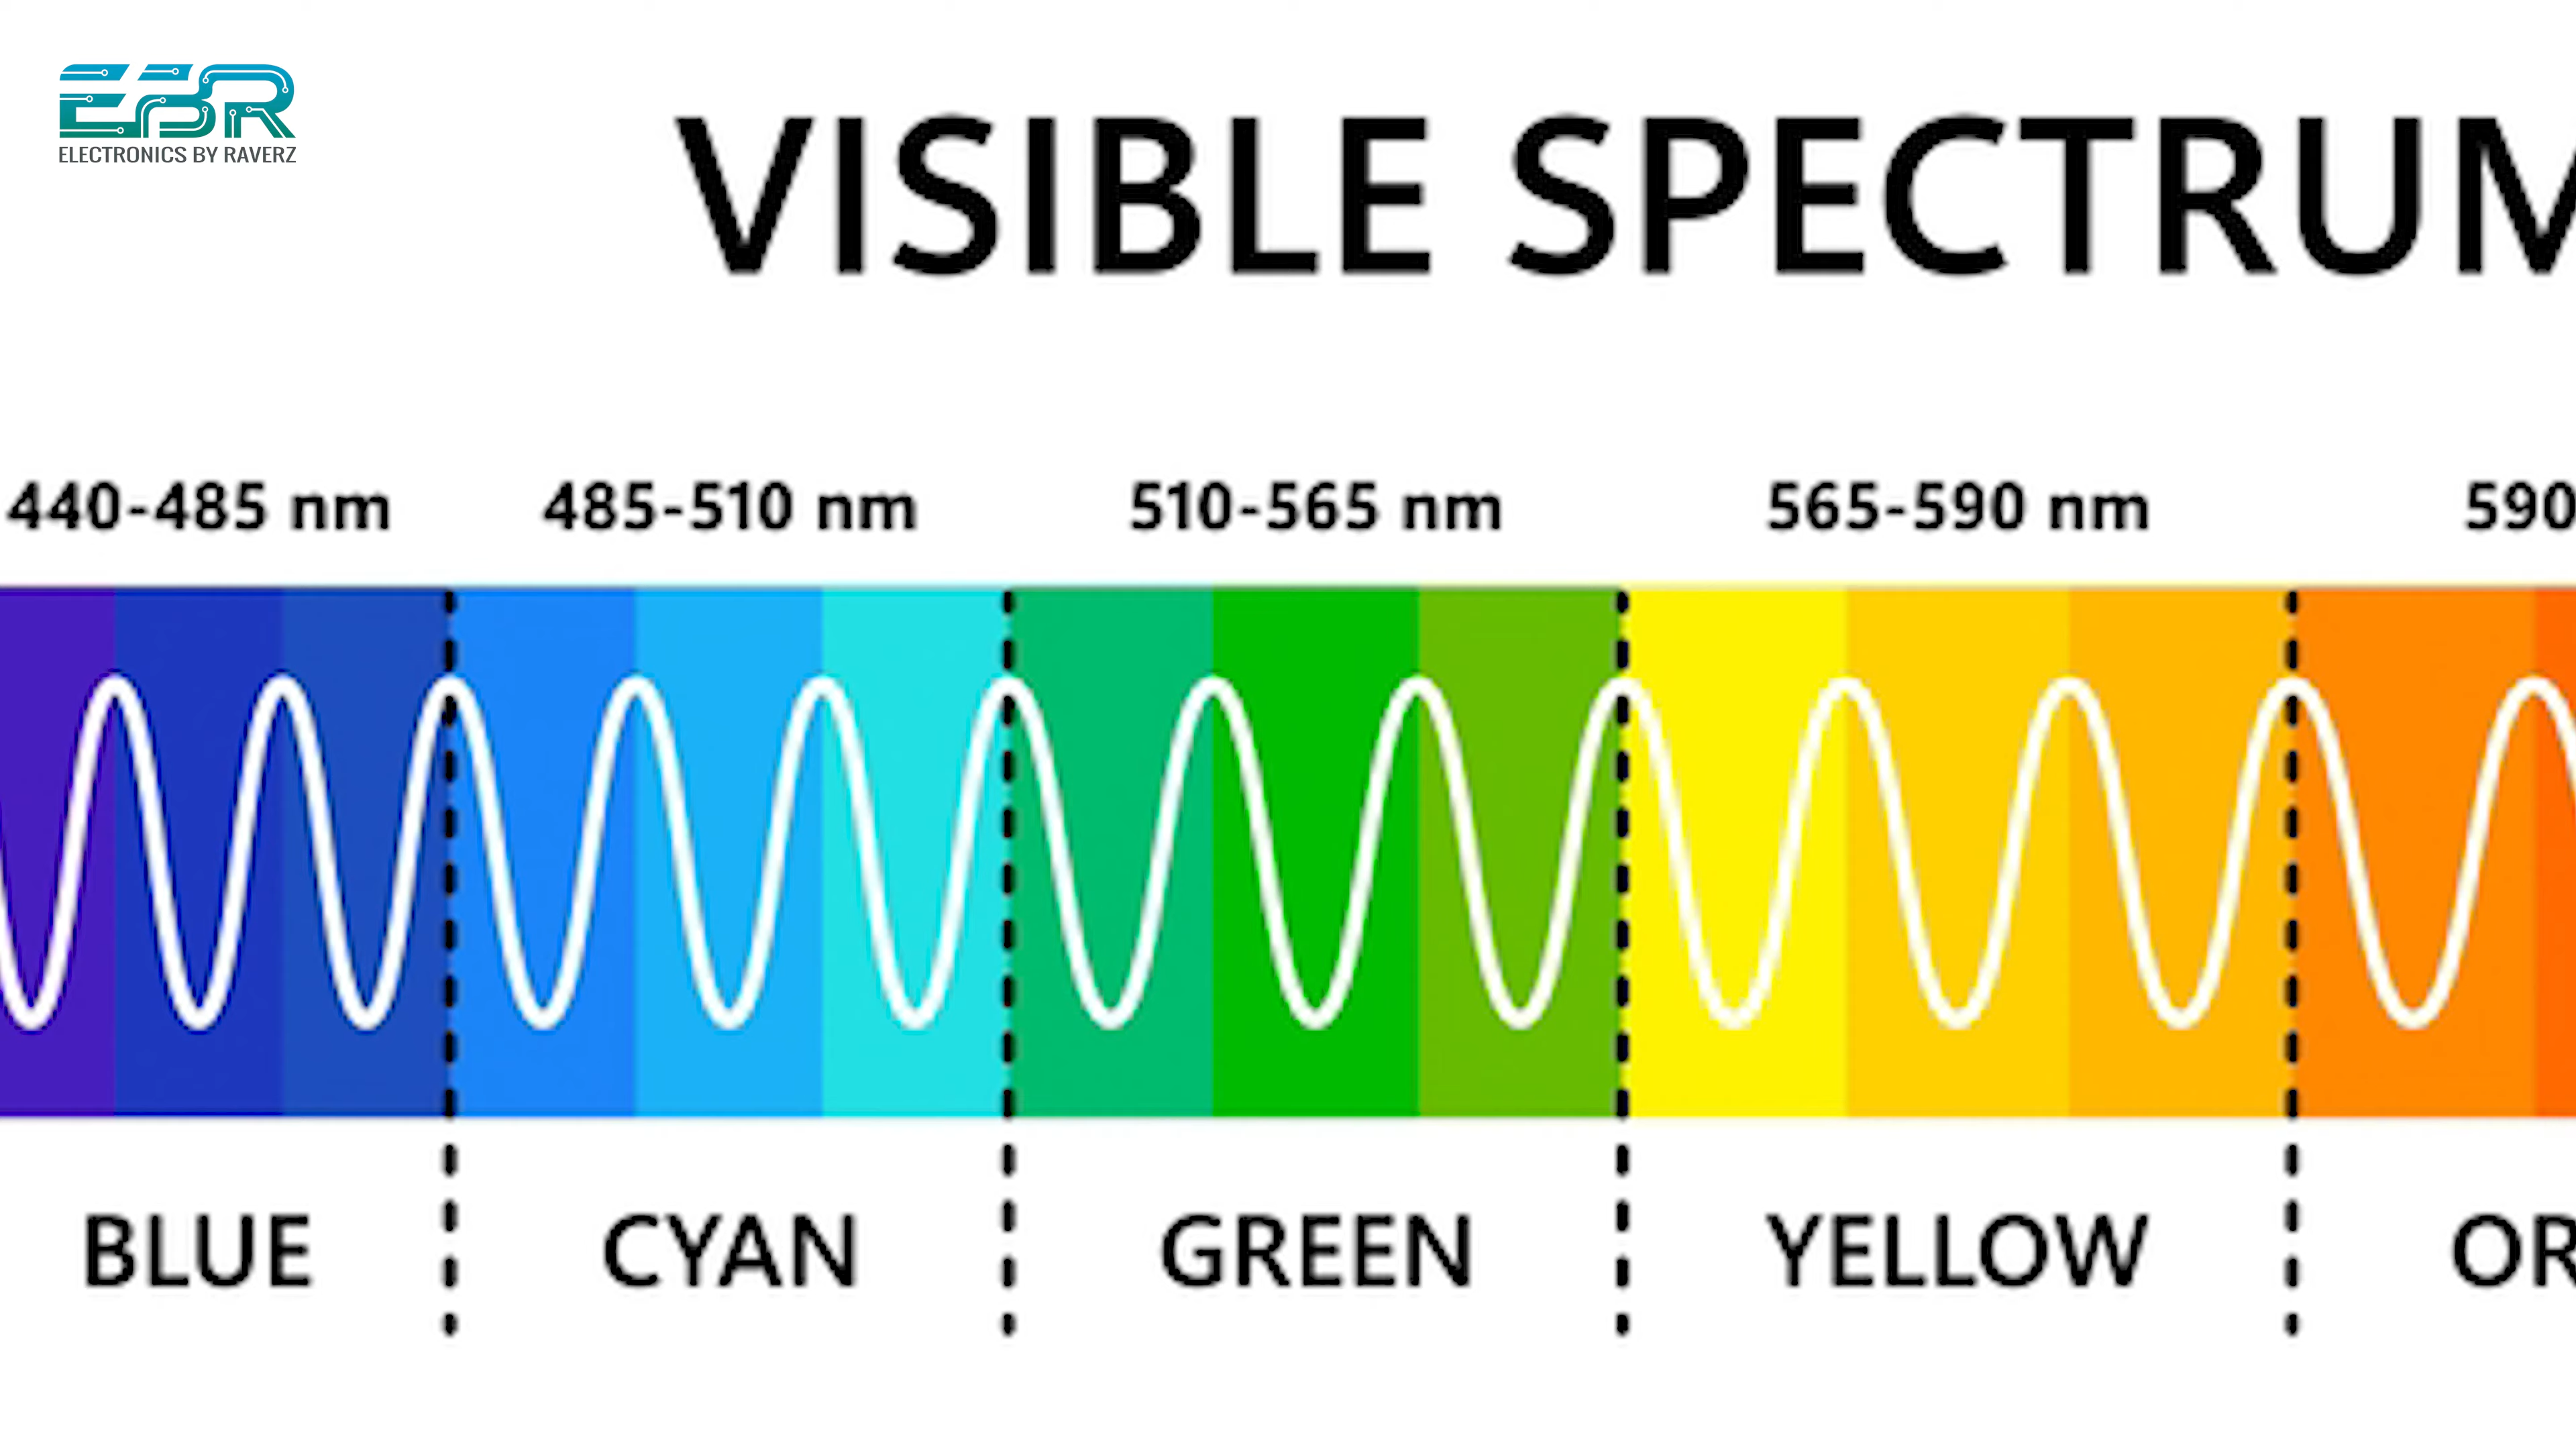 EBR
ELECTRONICS BY RAVERZ
VISIBLE SPECTRUM
440-485 nm 485-510 nm 510-565 nm 565-590 nm 590
BLUE CYAN GREEN YELLOW OR